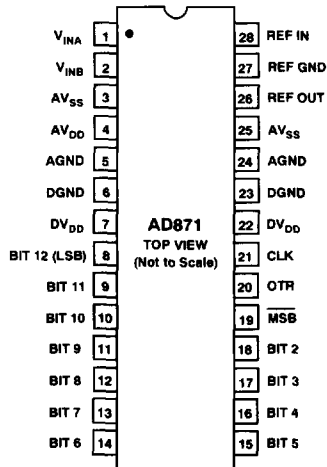 V_INA 1 28 REF IN
V_INB 2 27 REF GND
AV_SS 3 26 REF OUT
AV_DD 4 25 AV_SS
AGND 5 24 AGND
DGND 6 23 DGND
DV_DD 7 22 DV_DD
AD871
TOP VIEW
(Not to Scale)
BIT 12 (LSB) 8 21 CLK
BIT 11 9 20 OTR
BIT 10 10 19 M̅S̅B̅
BIT 9 11 18 BIT 2
BIT 8 12 17 BIT 3
BIT 7 13 16 BIT 4
BIT 6 14 15 BIT 5